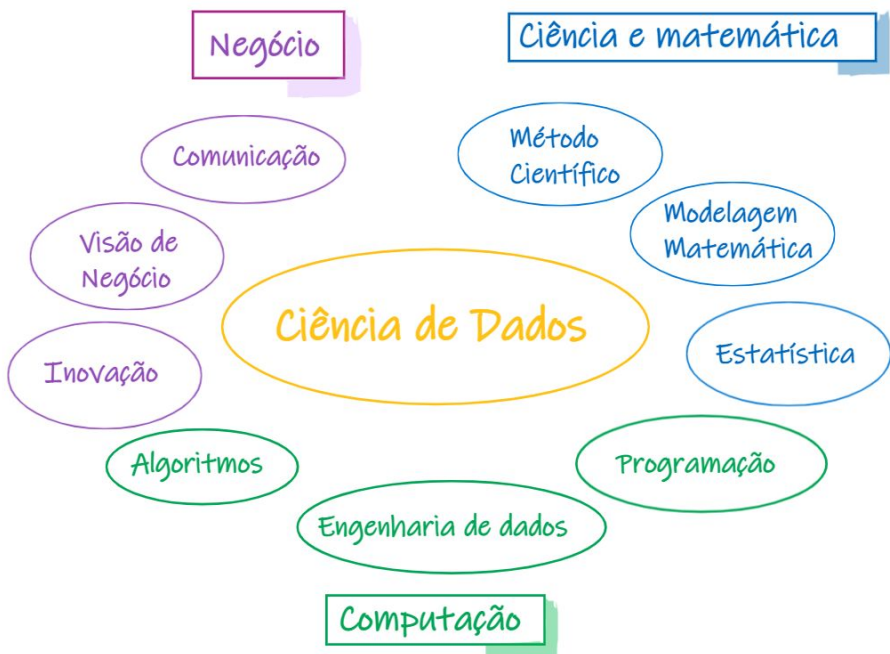 Negócio
Ciência e matemática
Comunicação
Método
Científico
Visão de
Negócio
Modelagem
Matemática
Ciência de Dados
Inovação
Estatística
Algoritmos
Programação
Engenharia de dados
Computação